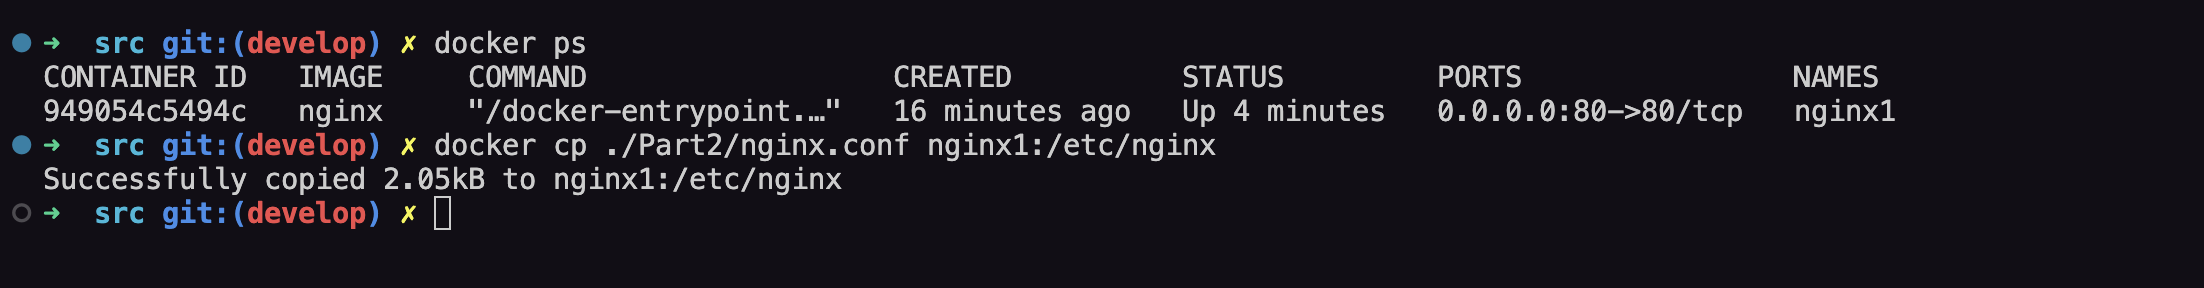 ➜  src git:(develop) ✗ docker ps
CONTAINER ID   IMAGE     COMMAND                  CREATED          STATUS         PORTS                NAMES
949054c5494c   nginx     "/docker-entrypoint.…"   16 minutes ago   Up 4 minutes   0.0.0.0:80->80/tcp   nginx1
➜  src git:(develop) ✗ docker cp ./Part2/nginx.conf nginx1:/etc/nginx
Successfully copied 2.05kB to nginx1:/etc/nginx
➜  src git:(develop) ✗